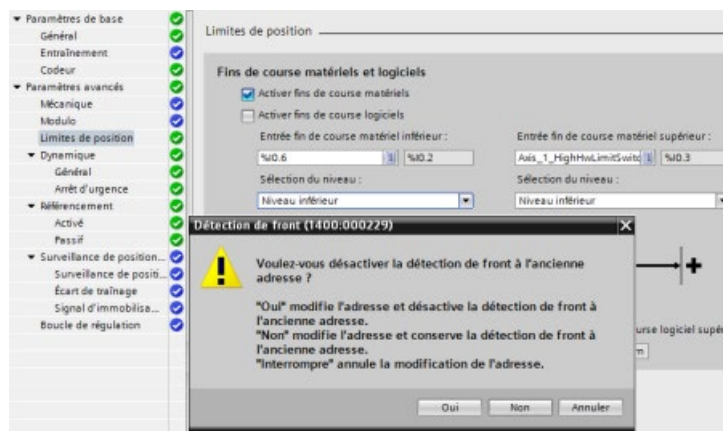 Paramètres de base
Général
Entraînement
Codeur
Paramètres avancés
Mécanique
Modulo
Limites de position
Dynamique
Général
Arrêt d'urgence
Référencement
Activé
Passif
Surveillance de position...
Surveillance de positi...
Écart de traînage
Signal d'immobilisa...
Boucle de régulation
Limites de position
Fins de course matériels et logiciels
Activer fins de course matériels
Activer fins de course logiciels
Entrée fin de course matériel inférieur : Entrée fin de course matériel supérieur :
%I0.6 %I0.2 Axis_1_HighHwLimitSwitc %I0.3
Sélection du niveau : Sélection du niveau :
Niveau inférieur Niveau inférieur
Détection de front (1400:000229)
Voulez-vous désactiver la détection de front à l'ancienne
adresse ?
"Oui" modifie l'adresse et désactive la détection de front à
l'ancienne adresse.
"Non" modifie l'adresse et conserve la détection de front à
l'ancienne adresse.
"Interrompre" annule la modification de l'adresse.
Oui Non Annuler
urse logiciel supér
m